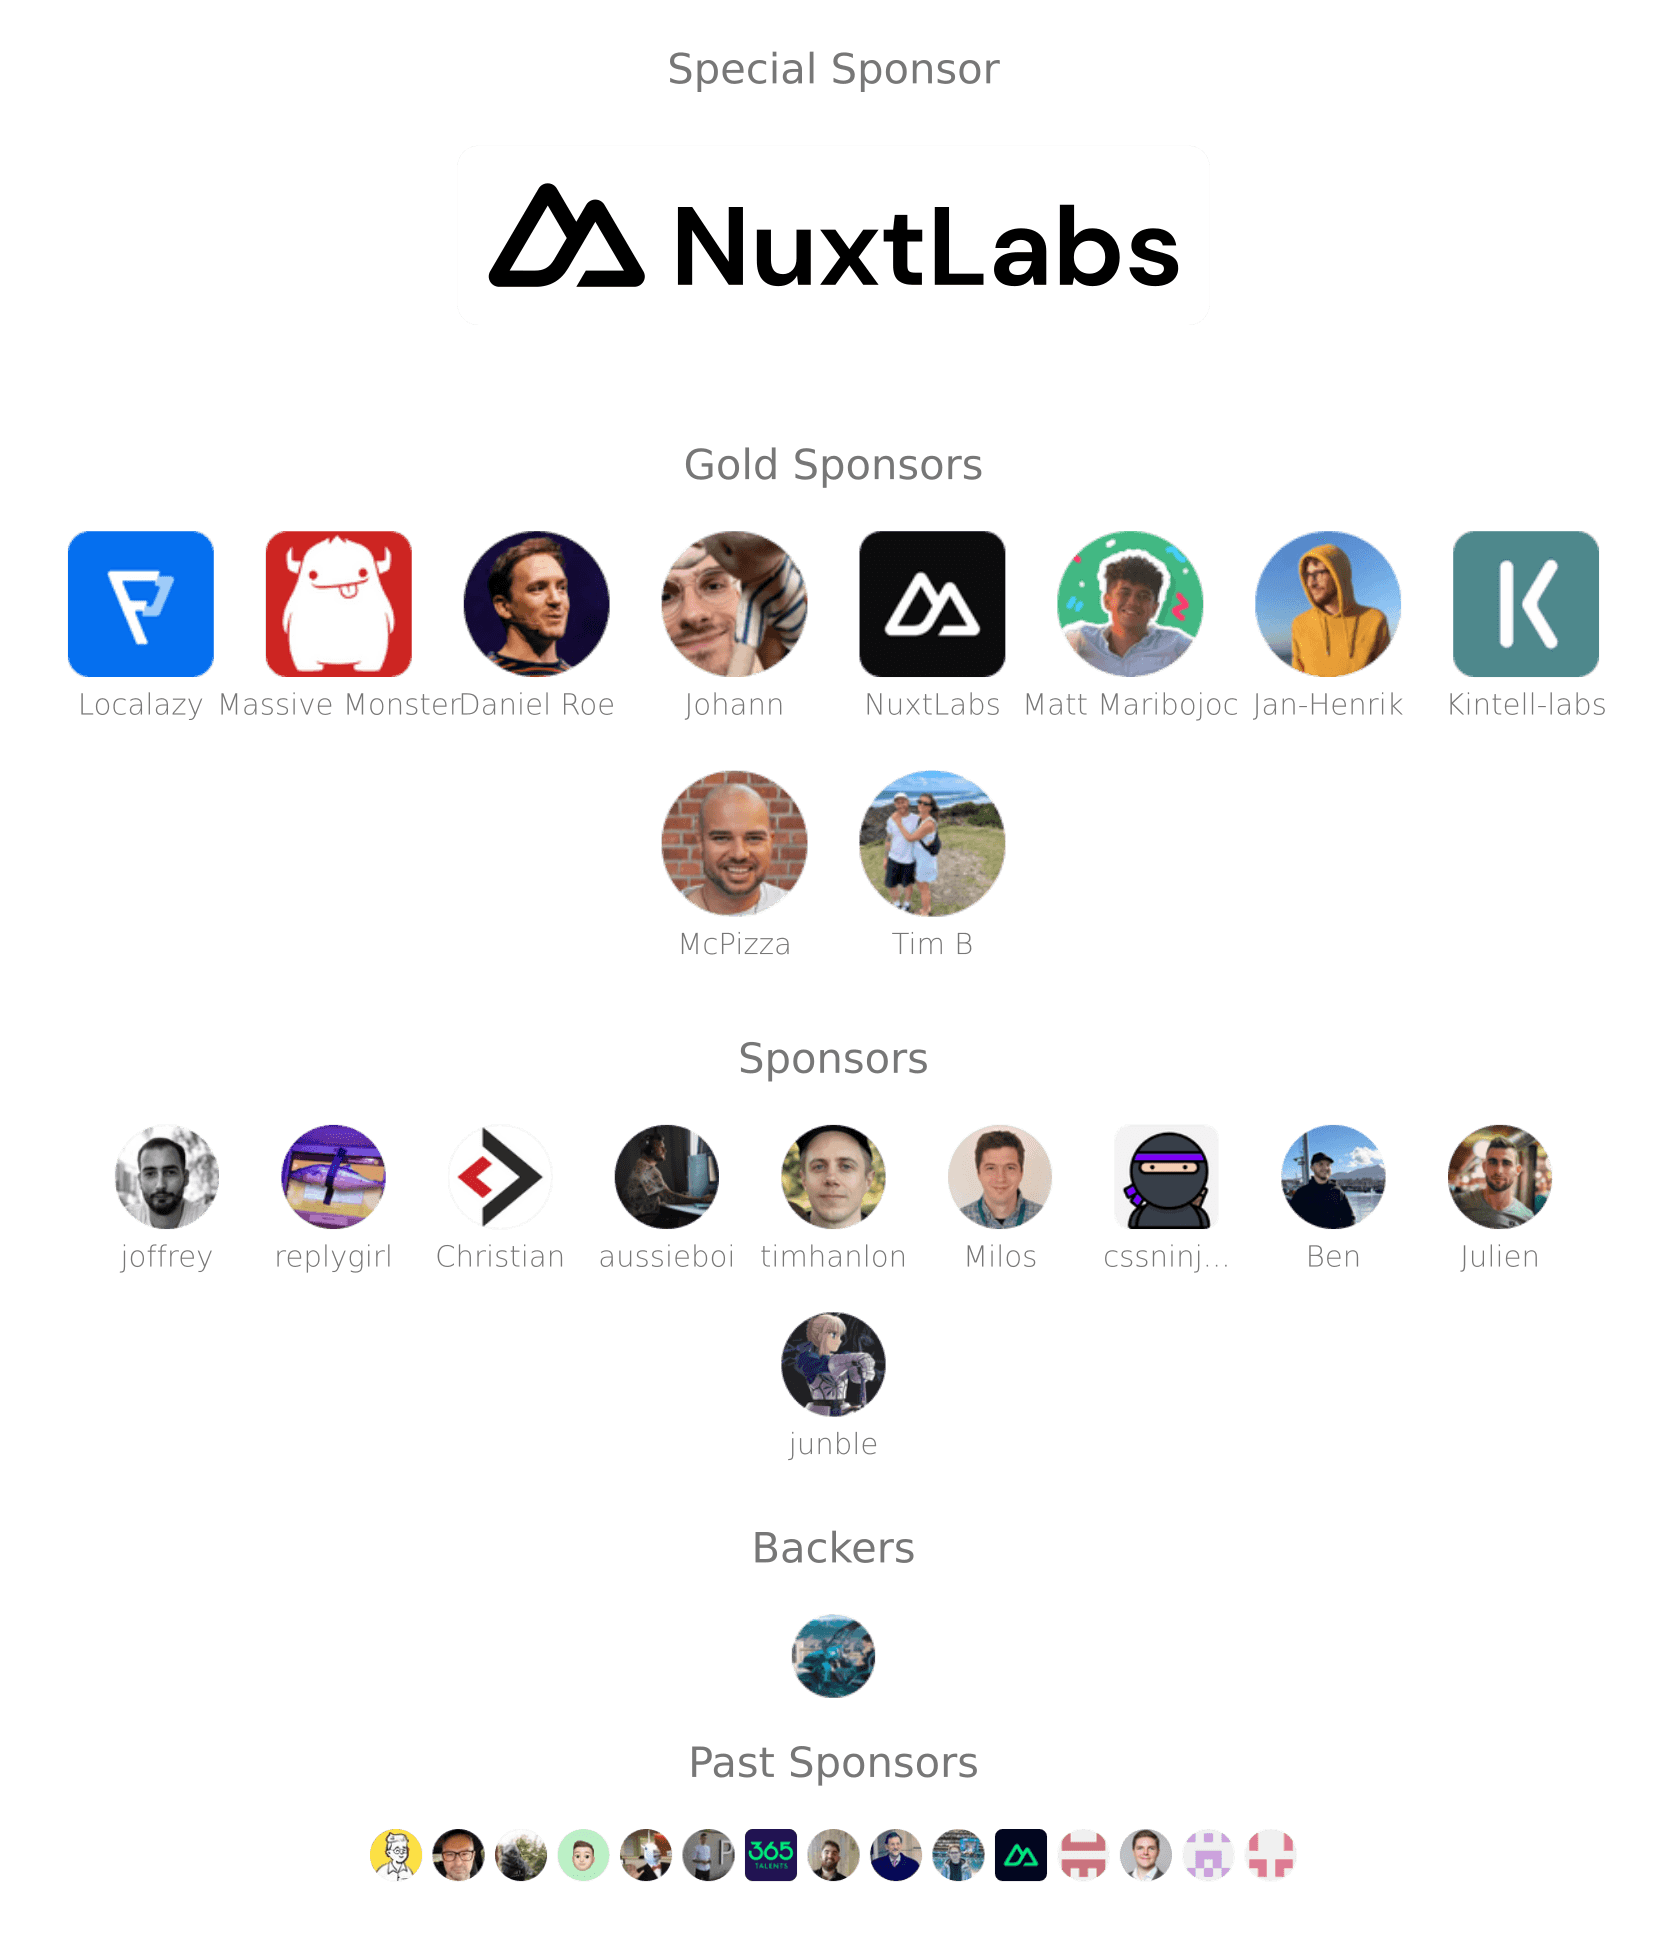 Special Sponsor
NuxtLabs
Gold Sponsors
Localazy Massive Monster Daniel Roe Johann NuxtLabs Matt Maribojoc Jan-Henrik Kintell-labs
McPizza Tim B
Sponsors
joffrey replygirl Christian aussieboi timhanlon Milos cssninj... Ben Julien
junble
Backers
Past Sponsors
365
TALENTS